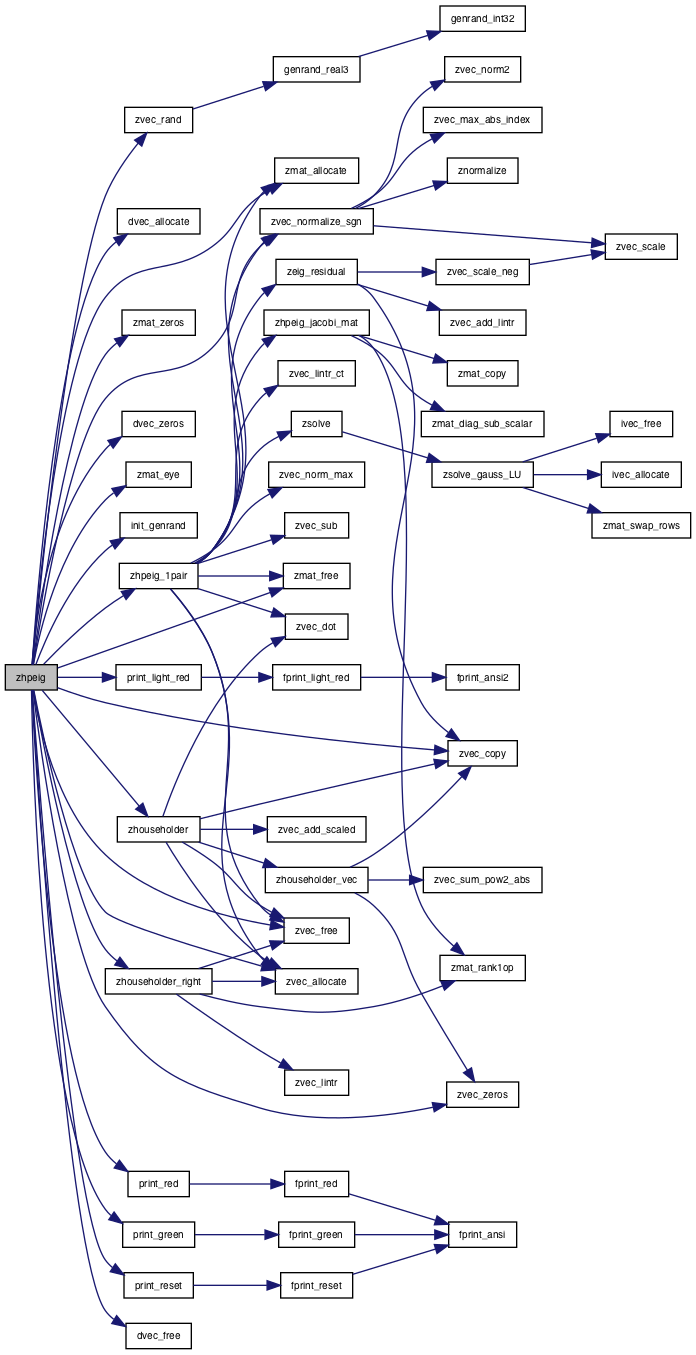 genrand_int32
genrand_real3
zvec_norm2
zvec_rand
zvec_max_abs_index
zmat_allocate
znormalize
dvec_allocate
zvec_normalize_sgn
zvec_scale
zeig_residual
zvec_scale_neg
zmat_zeros
zhpeig_jacobi_mat
zvec_add_lintr
zvec_lintr_ct
zmat_copy
dvec_zeros
zsolve
zmat_diag_sub_scalar
ivec_free
zmat_eye
zvec_norm_max
zsolve_gauss_LU
ivec_allocate
init_genrand
zvec_sub
zmat_swap_rows
zhpeig_1pair
zmat_free
zvec_dot
zhpeig
print_light_red
fprint_light_red
fprint_ansi2
zvec_copy
zhouseholder
zvec_add_scaled
zhouseholder_vec
zvec_sum_pow2_abs
zvec_free
zmat_rank1op
zhouseholder_right
zvec_allocate
zvec_lintr
zvec_zeros
print_red
fprint_red
print_green
fprint_green
fprint_ansi
print_reset
fprint_reset
dvec_free